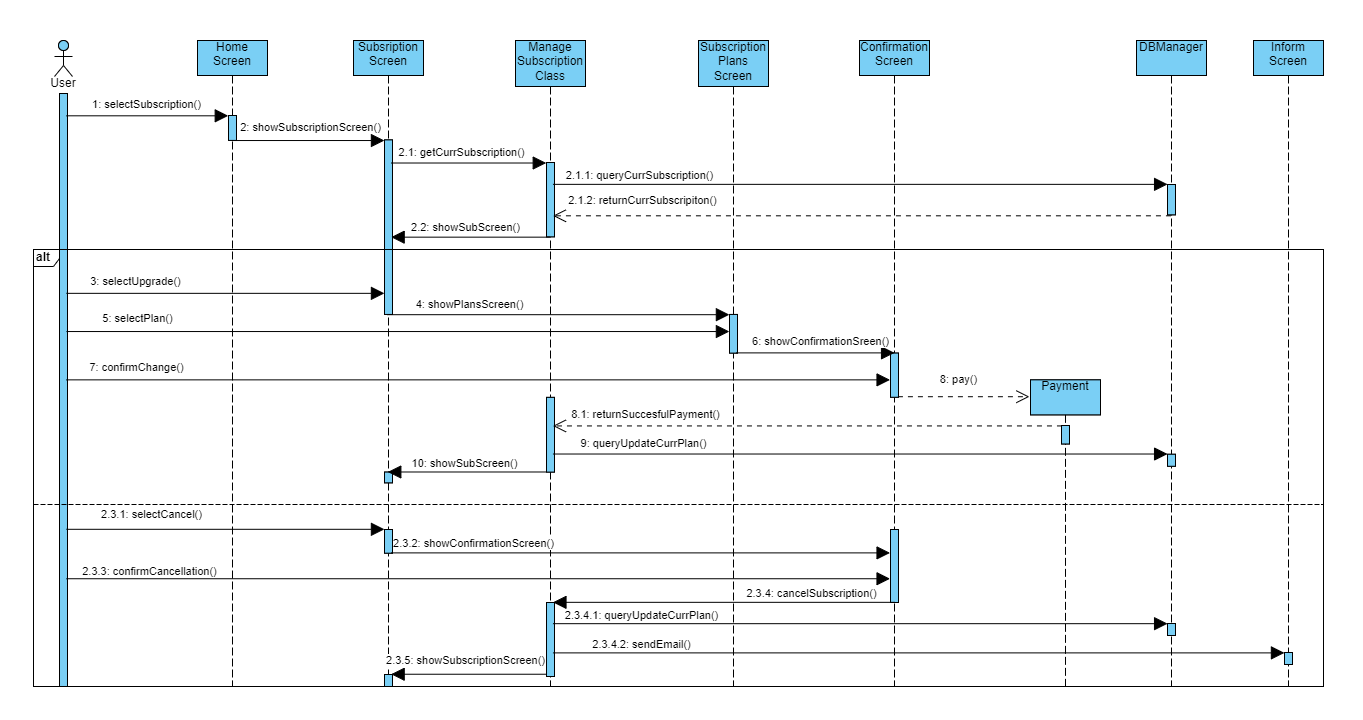 Home
Screen
Subsription
Screen
Manage
Subscription
Class
Subscription
Plans
Screen
Confirmation
Screen
DBManager
Inform
Screen
User
1: selectSubscription()
2: showSubscriptionScreen()
2.1: getCurrSubscription()
2.1.1: queryCurrSubscription()
2.1.2: returnCurrSubscripiton()
2.2: showSubScreen()
alt
3: selectUpgrade()
4: showPlansScreen()
5: selectPlan()
6: showConfirmationSreen()
7: confirmChange()
8: pay()
Payment
8.1: returnSuccesfulPayment()
9: queryUpdateCurrPlan()
10: showSubScreen()
2.3.1: selectCancel()
2.3.2: showConfirmationScreen()
2.3.3: confirmCancellation()
2.3.4: cancelSubscription()
2.3.4.1: queryUpdateCurrPlan()
2.3.4.2: sendEmail()
2.3.5: showSubscriptionScreen()